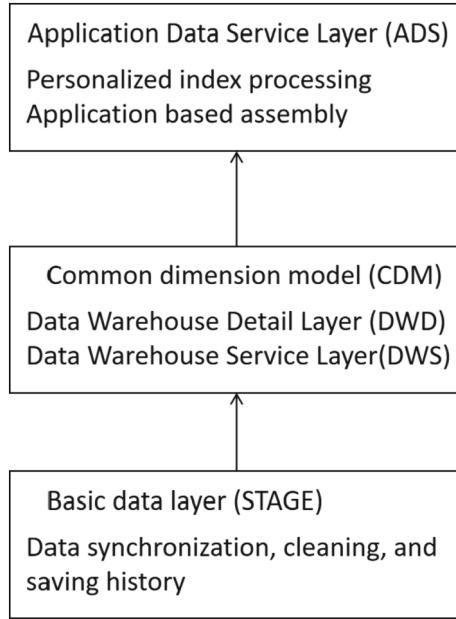 Application Data Service Layer (ADS)
Personalized index processing
Application based assembly
Common dimension model (CDM)
Data Warehouse Detail Layer (DWD)
Data Warehouse Service Layer(DWS)
Basic data layer (STAGE)
Data synchronization, cleaning, and
saving history